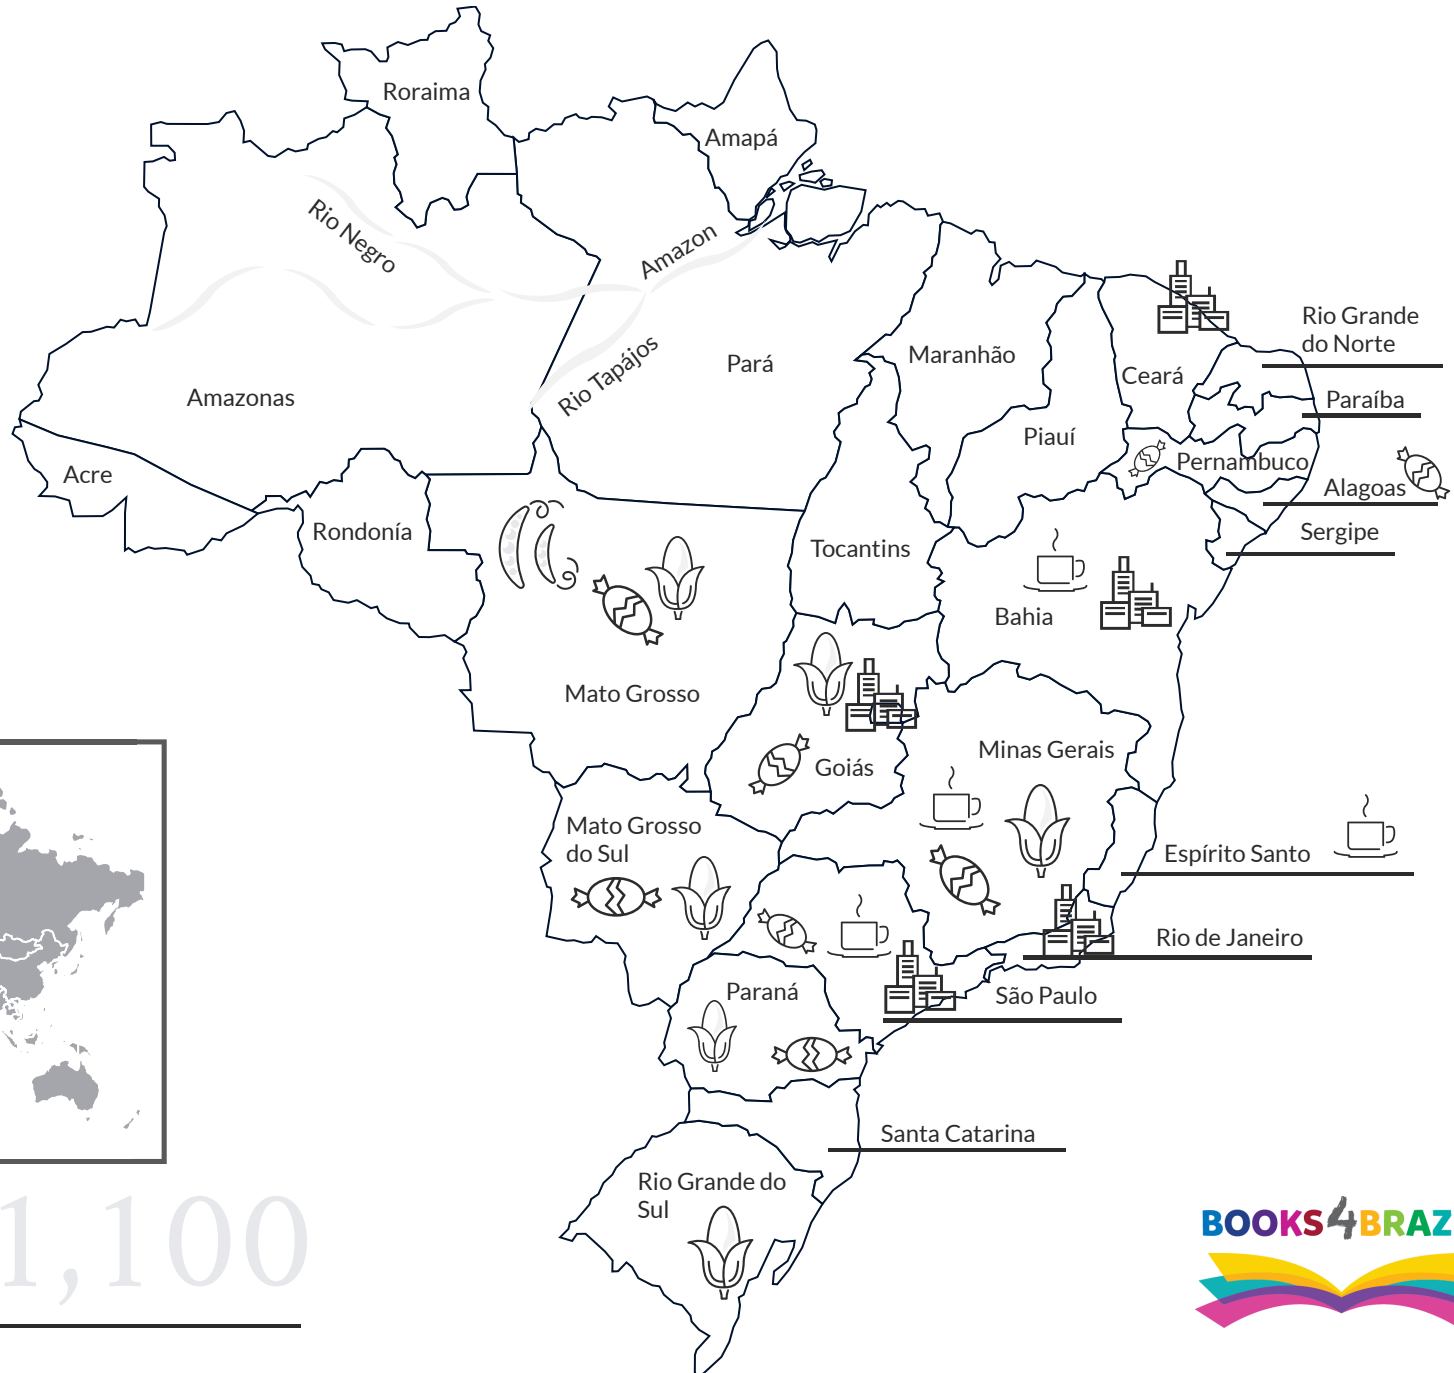 Roraima
Amapá
Rio Negro
Amazon
Rio Tapájos
Rio Grande
do Norte
Pará
Maranhão
Ceará
Amazonas
Paraíba
Piauí
Acre
Pernambuco
Alagoas
Rondonía
Sergipe
Tocantins
Bahia
Mato Grosso
Minas Gerais
Goiás
Mato Grosso
do Sul
Espírito Santo
Rio de Janeiro
Paraná
São Paulo
Santa Catarina
Rio Grande do
Sul
1,100
BOOKS4BRAZ